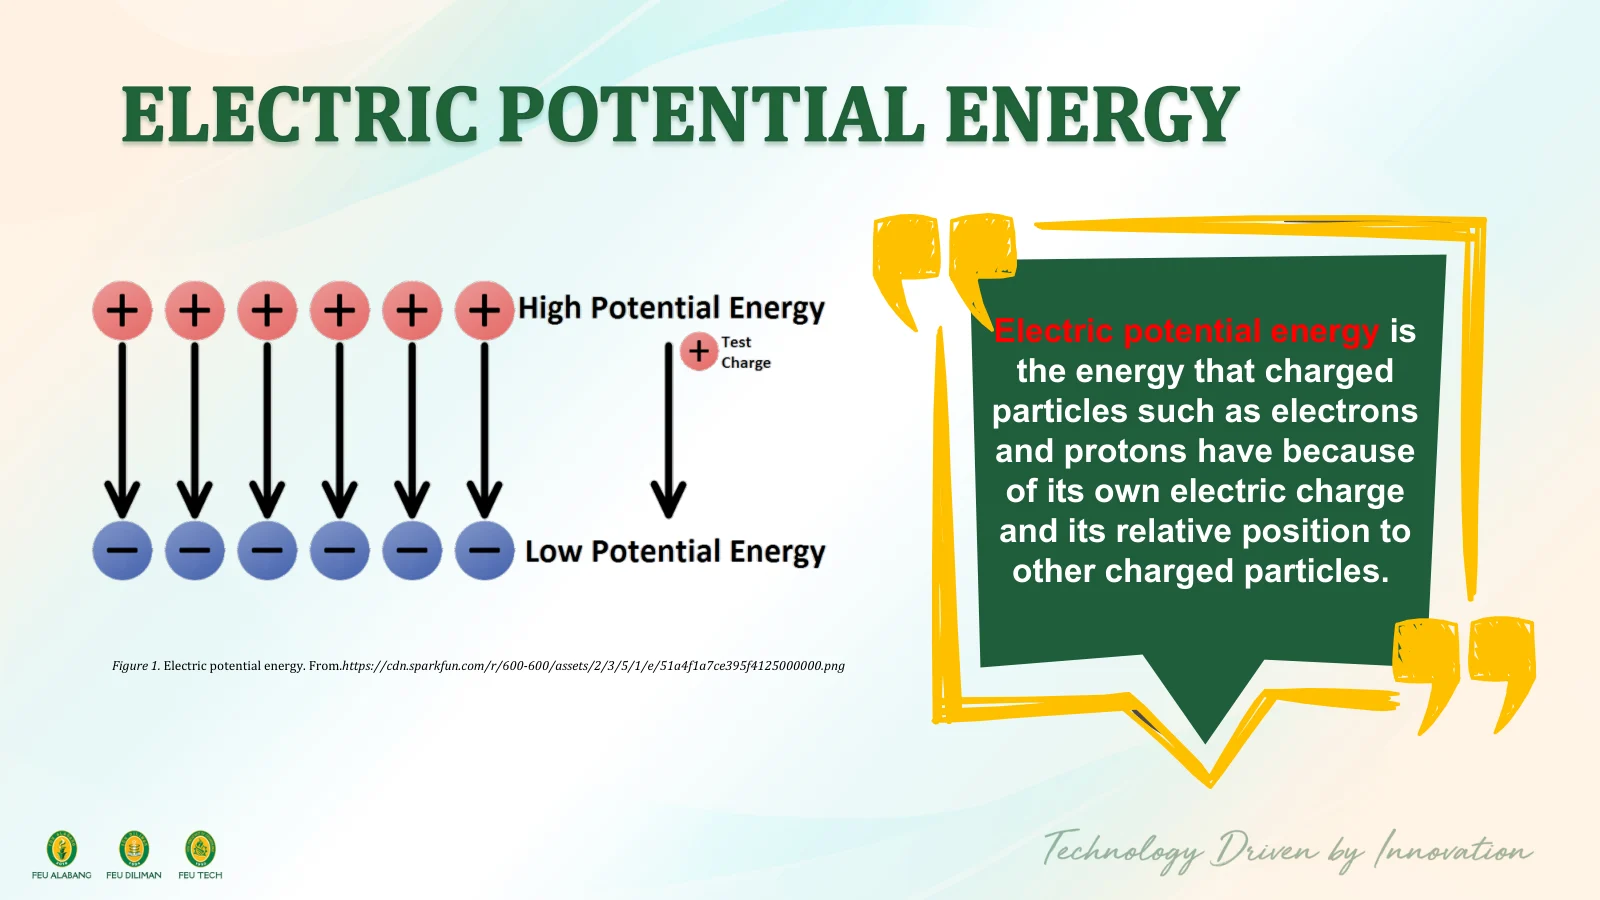 ELECTRIC POTENTIAL ENERGY
High Potential Energy
Test
Charge
Low Potential Energy
Figure 1. Electric potential energy. From.https://cdn.sparkfun.com/r/600-600/assets/2/3/5/1/e/51a4f1a7ce395f4125000000.png
Electric potential energy is
the energy that charged
particles such as electrons
and protons have because
of its own electric charge
and its relative position to
other charged particles.
FEU ALABANG
FEU DILIMAN
FEU TECH
Technology Driven by Innovation